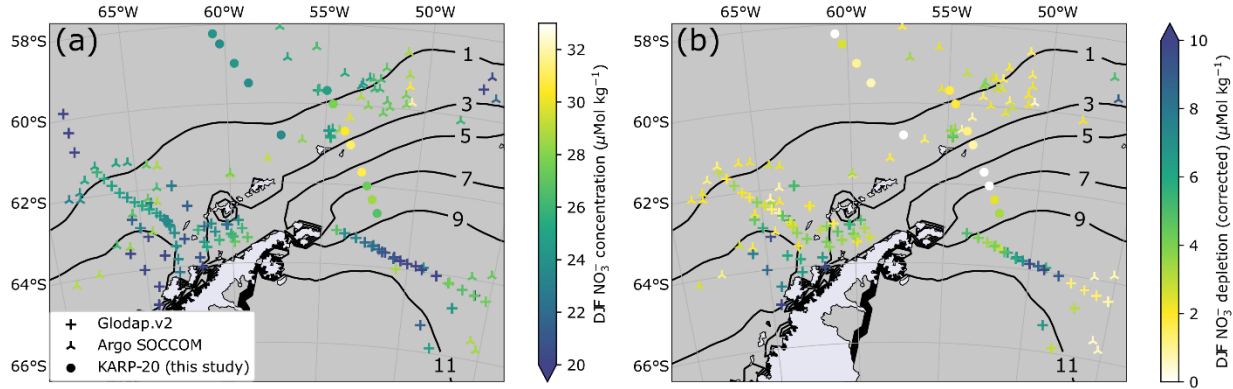 65°W 60°W 55°W 50°W
(a)
58°S
60°S
62°S
64°S
66°S
1
3
5
7
9
11
+ Glodap.v2
Argo SOCCOM
● KARP-20 (this study)
32
30
28
26
24
22
20
DJF NO₃⁻ concentration (μMol kg⁻¹)
65°W 60°W 55°W 50°W
(b)
58°S
60°S
62°S
64°S
66°S
1
3
5
7
9
11
10
8
6
4
2
0
DJF NO₃⁻ depletion (corrected) (μMol kg⁻¹)